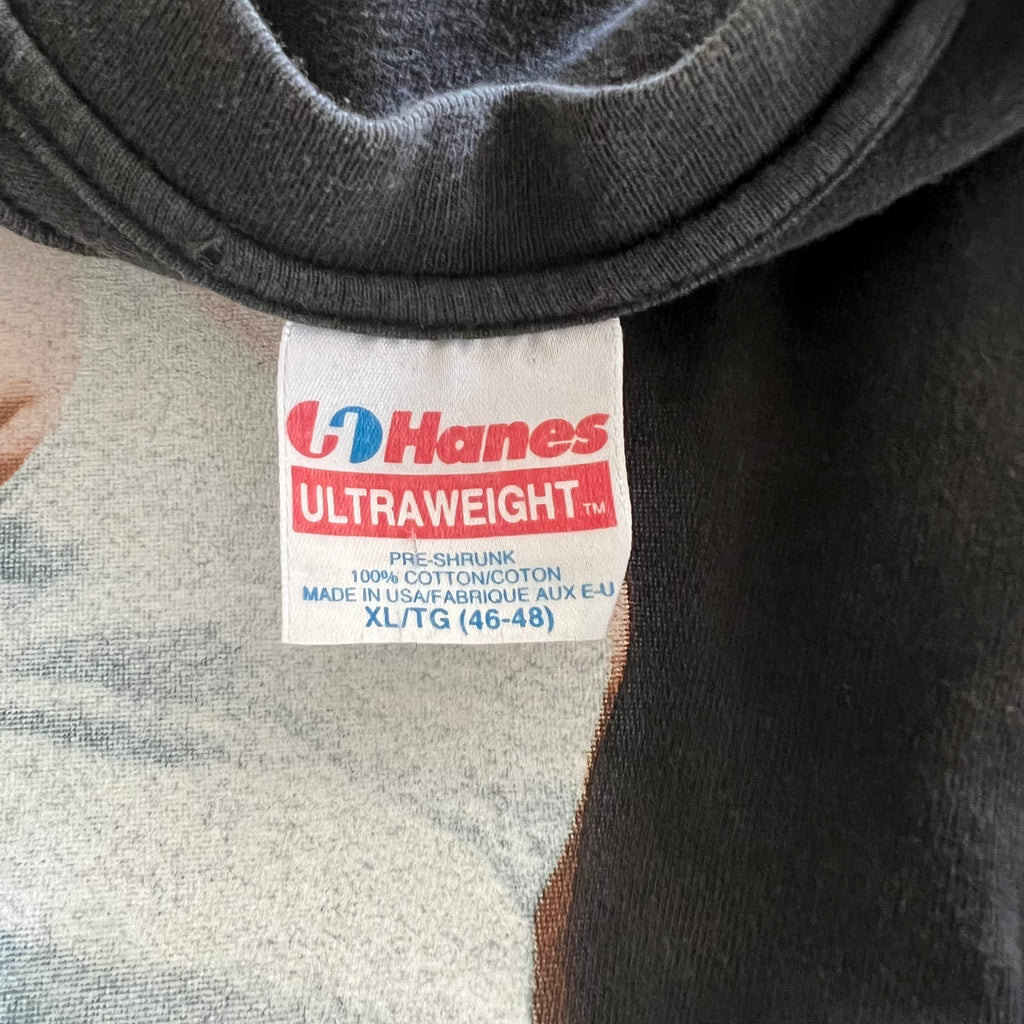 Hanes
ULTRAWEIGHT™
PRE-SHRUNK
100% COTTON/COTON
MADE IN USA/FABRIQUE AUX E-U
XL/TG (46-48)